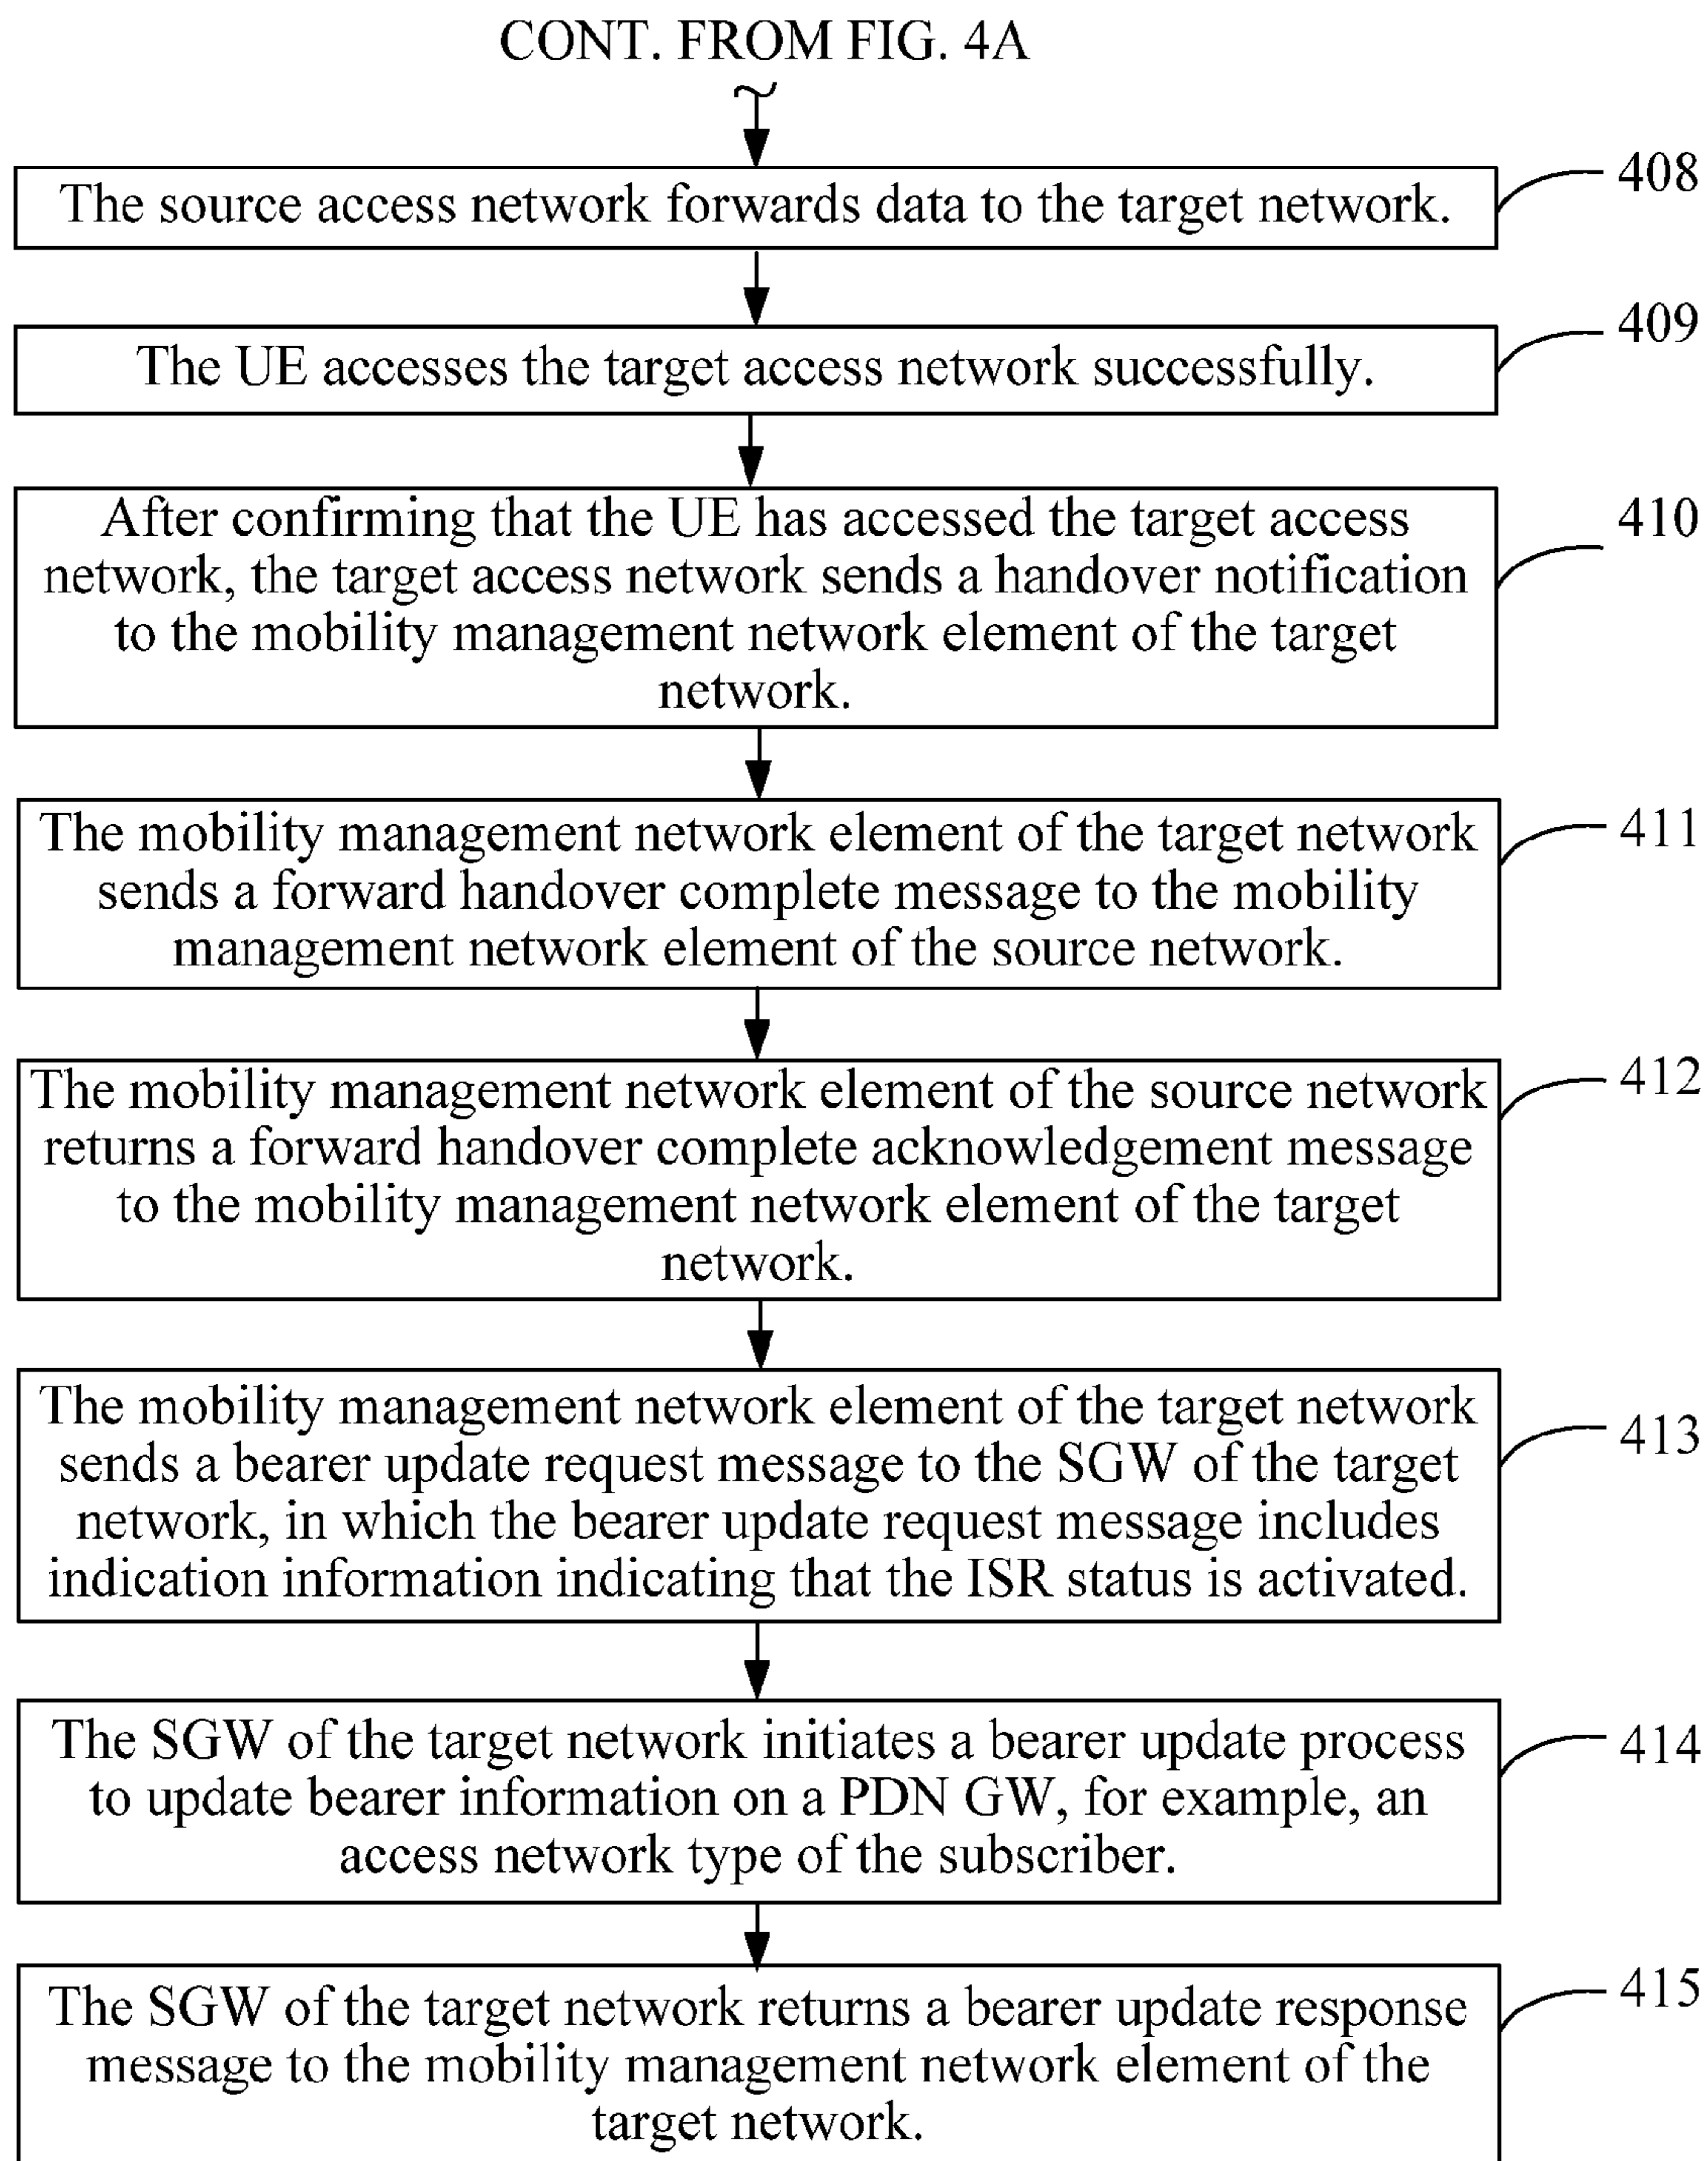 CONT. FROM FIG. 4A
The source access network forwards data to the target network.
408
The UE accesses the target access network successfully.
409
After confirming that the UE has accessed the target access
network, the target access network sends a handover notification
to the mobility management network element of the target
network.
410
The mobility management network element of the target network
sends a forward handover complete message to the mobility
management network element of the source network.
411
The mobility management network element of the source network
returns a forward handover complete acknowledgement message
to the mobility management network element of the target
network.
412
The mobility management network element of the target network
sends a bearer update request message to the SGW of the target
network, in which the bearer update request message includes
indication information indicating that the ISR status is activated.
413
The SGW of the target network initiates a bearer update process
to update bearer information on a PDN GW, for example, an
access network type of the subscriber.
414
The SGW of the target network returns a bearer update response
message to the mobility management network element of the
target network.
415